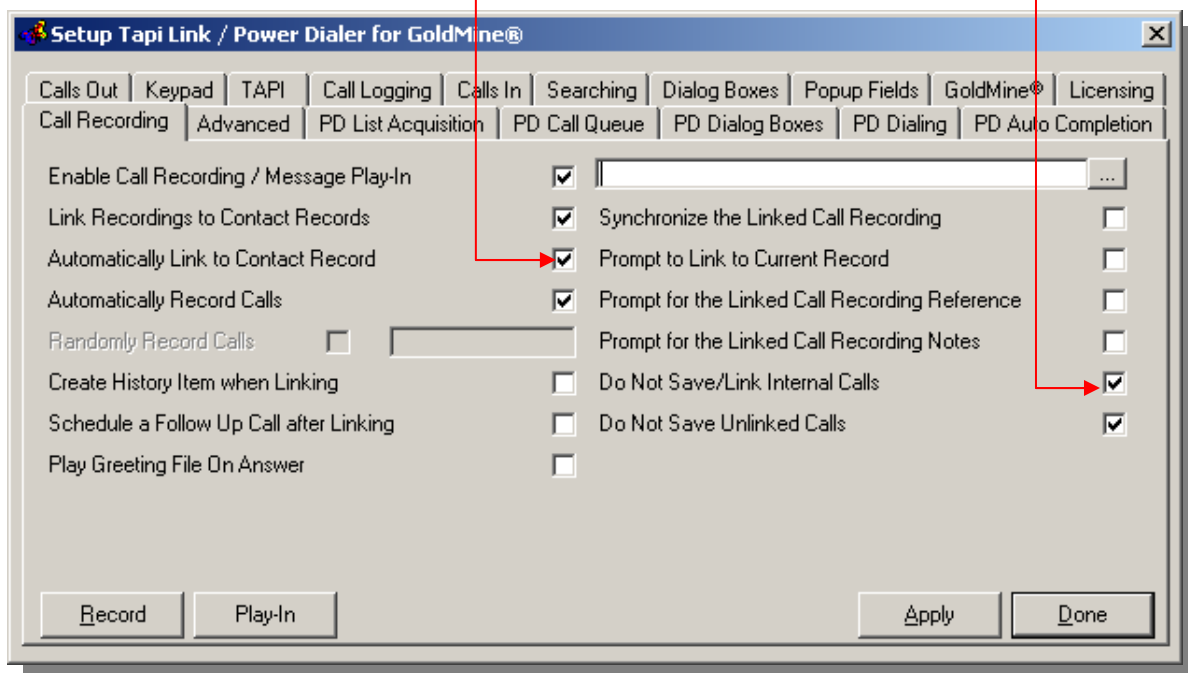 Setup Tapi Link / Power Dialer for GoldMine®
Calls Out Keypad TAPI Call Logging Calls In Searching Dialog Boxes Popup Fields GoldMine® Licensing
Call Recording Advanced PD List Acquisition PD Call Queue PD Dialog Boxes PD Dialing PD Auto Completion
Enable Call Recording / Message Play-In ...
Link Recordings to Contact Records Synchronize the Linked Call Recording
Automatically Link to Contact Record Prompt to Link to Current Record
Automatically Record Calls Prompt for the Linked Call Recording Reference
Randomly Record Calls Prompt for the Linked Call Recording Notes
Create History Item when Linking Do Not Save/Link Internal Calls
Schedule a Follow Up Call after Linking Do Not Save Unlinked Calls
Play Greeting File On Answer
Record Play-In Apply Done